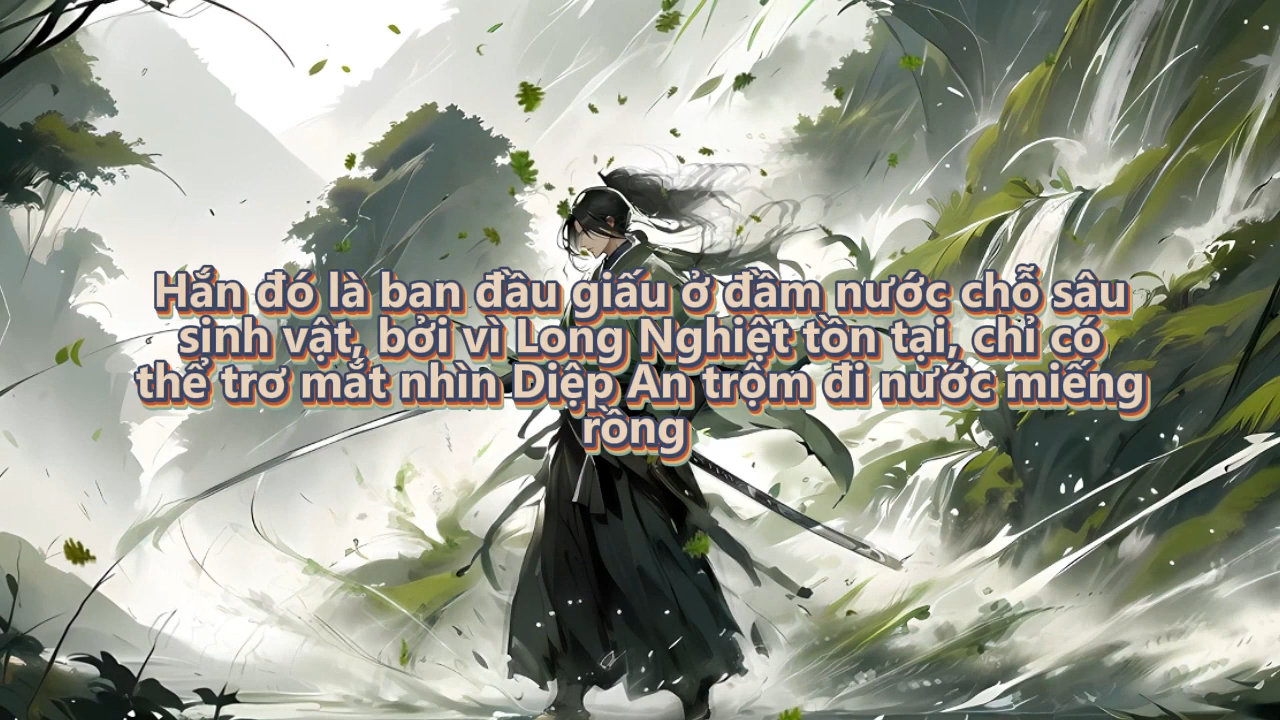 Hắn đó là ban đầu giấu ở đầm nước chỗ sâu
sinh vật, bởi vì Long Nghiệt tồn tại, chỉ có
thể trơ mắt nhìn Diệp An trộm đi nước miếng
rồng